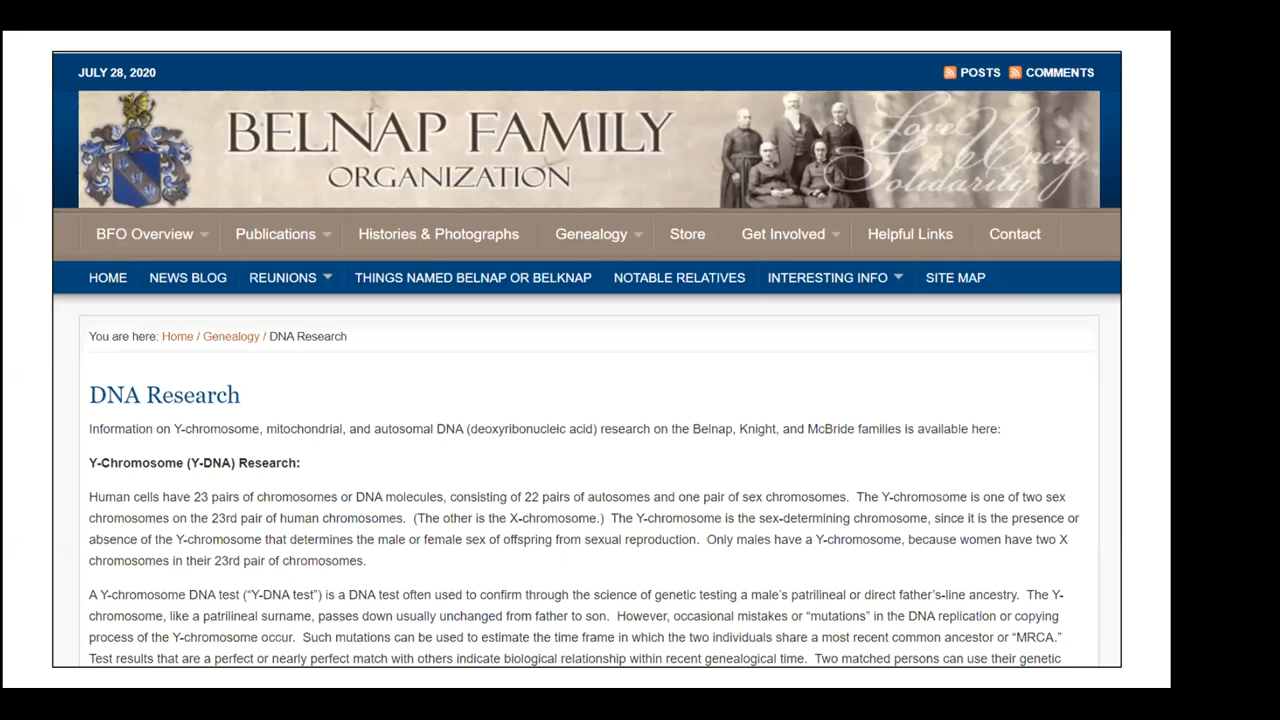 JULY 28, 2020
POSTS COMMENTS
BELNAP FAMILY
ORGANIZATION
Love Unity
Solidarity
BFO Overview Publications Histories & Photographs Genealogy Store Get Involved Helpful Links Contact
HOME NEWS BLOG REUNIONS THINGS NAMED BELNAP OR BELKNAP NOTABLE RELATIVES INTERESTING INFO SITE MAP
You are here: Home / Genealogy / DNA Research
DNA Research
Information on Y-chromosome, mitochondrial, and autosomal DNA (deoxyribonucleic acid) research on the Belnap, Knight, and McBride families is available here:
Y-Chromosome (Y-DNA) Research:
Human cells have 23 pairs of chromosomes or DNA molecules, consisting of 22 pairs of autosomes and one pair of sex chromosomes. The Y-chromosome is one of two sex
chromosomes on the 23rd pair of human chromosomes. (The other is the X-chromosome.) The Y-chromosome is the sex-determining chromosome, since it is the presence or
absence of the Y-chromosome that determines the male or female sex of offspring from sexual reproduction. Only males have a Y-chromosome, because women have two X
chromosomes in their 23rd pair of chromosomes.
A Y-chromosome DNA test (“Y-DNA test”) is a DNA test often used to confirm through the science of genetic testing a male’s patrilineal or direct father’s-line ancestry. The Y-
chromosome, like a patrilineal surname, passes down usually unchanged from father to son. However, occasional mistakes or “mutations” in the DNA replication or copying
process of the Y-chromosome occur. Such mutations can be used to estimate the time frame in which the two individuals share a most recent common ancestor or “MRCA.”
Test results that are a perfect or nearly perfect match with others indicate biological relationship within recent genealogical time. Two matched persons can use their genetic